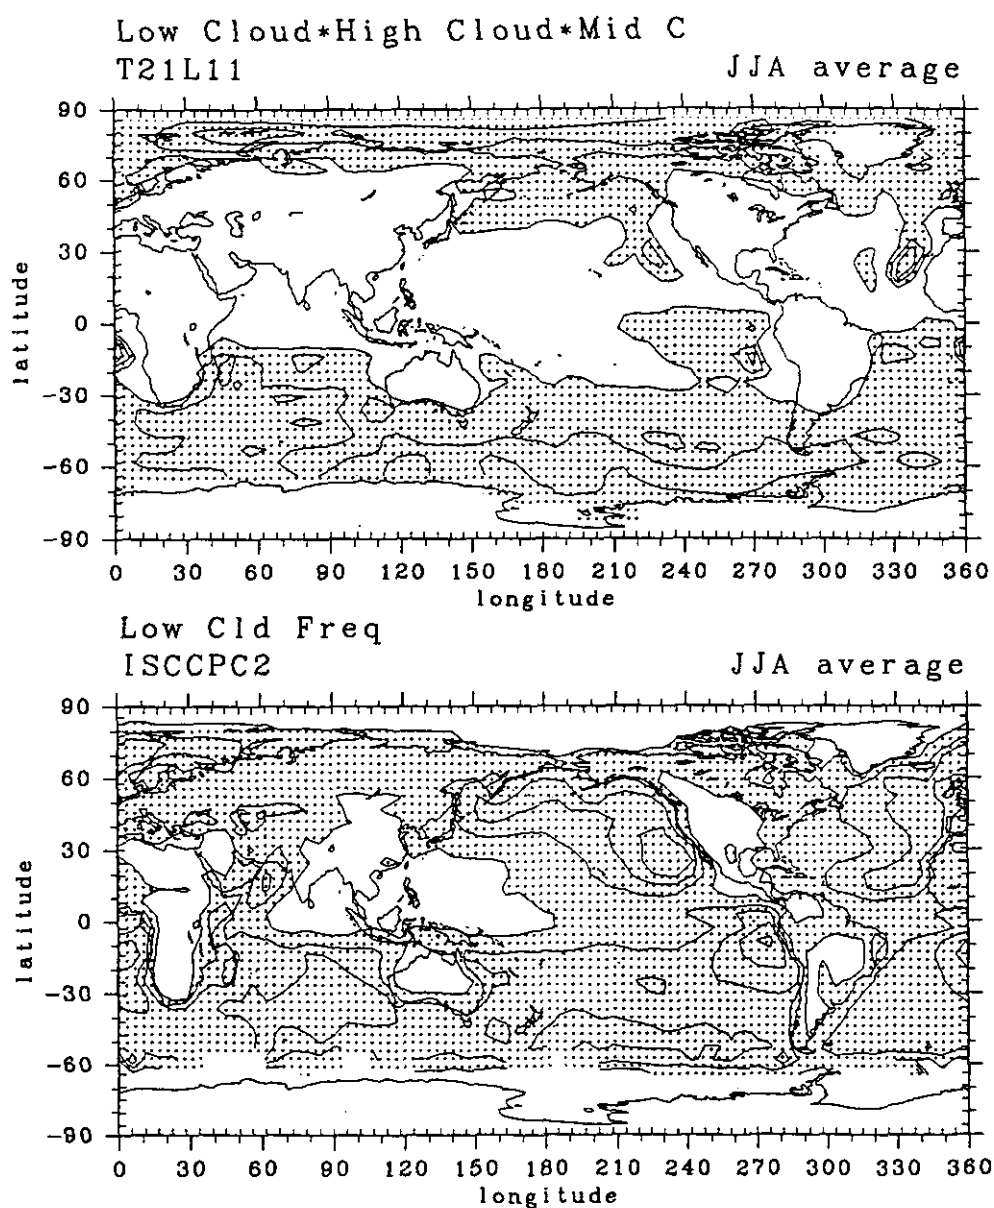 Low Cloud*High Cloud*Mid C
T21L11 JJA average
90
60
30
0
-30
-60
-90
latitude
0 30 60 90 120 150 180 210 240 270 300 330 360
longitude
Low Cld Freq
ISCCPC2 JJA average
90
60
30
0
-30
-60
-90
latitude
0 30 60 90 120 150 180 210 240 270 300 330 360
longitude